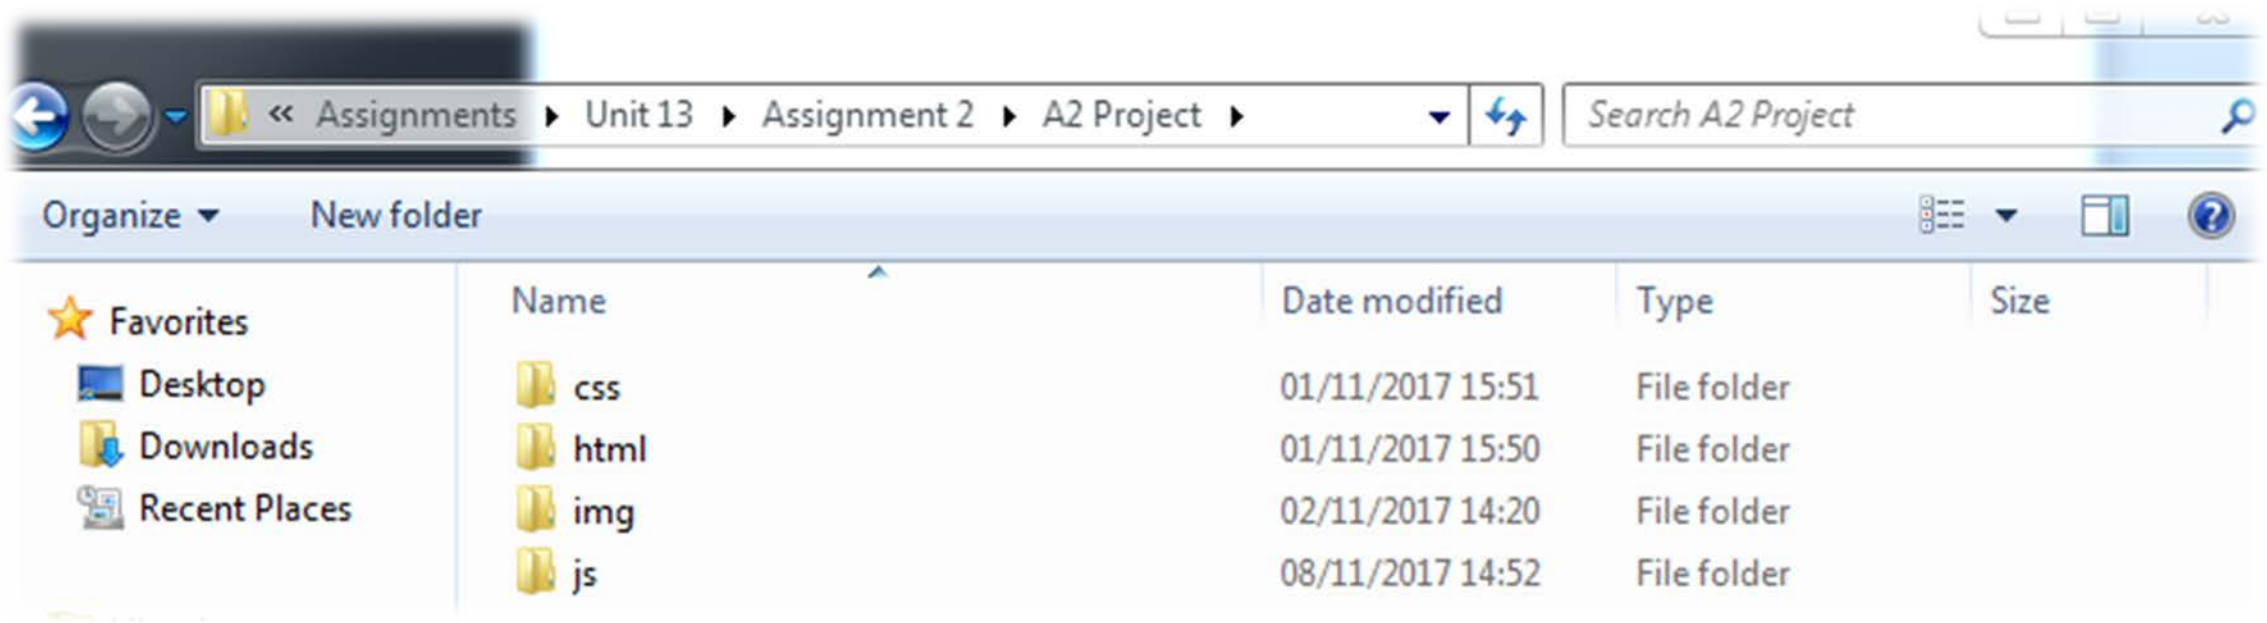 « Assignments ▸ Unit 13 ▸ Assignment 2 ▸ A2 Project ▸ Search A2 Project
Organize New folder
Name Date modified Type Size
Favorites
Desktop
Downloads
Recent Places
css 01/11/2017 15:51 File folder
html 01/11/2017 15:50 File folder
img 02/11/2017 14:20 File folder
js 08/11/2017 14:52 File folder